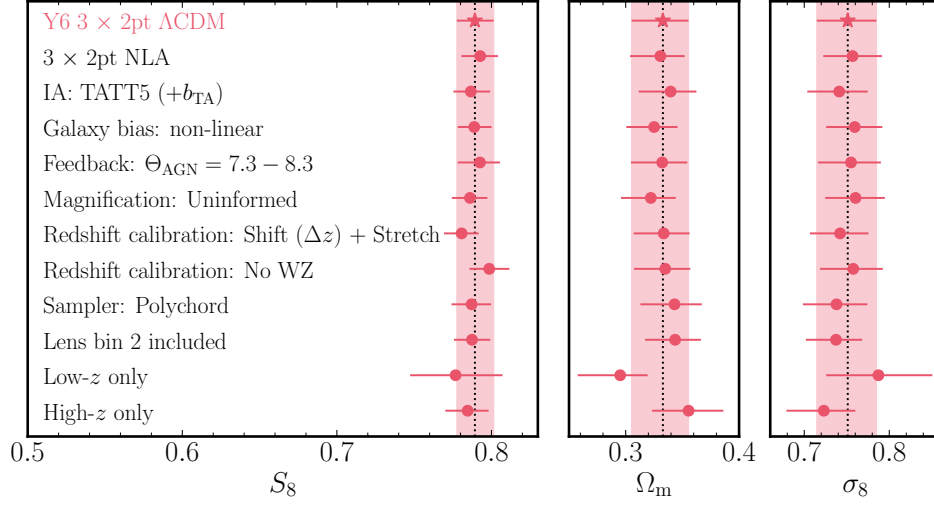 Y6 3 × 2pt ΛCDM
3 × 2pt NLA
IA: TATT5 (+b_TA)
Galaxy bias: non-linear
Feedback: Θ_AGN = 7.3 − 8.3
Magnification: Uninformed
Redshift calibration: Shift (Δz) + Stretch
Redshift calibration: No WZ
Sampler: Polychord
Lens bin 2 included
Low-z only
High-z only
0.5 0.6 0.7 0.8 0.3 0.4 0.7 0.8
S_8 Ω_m σ_8